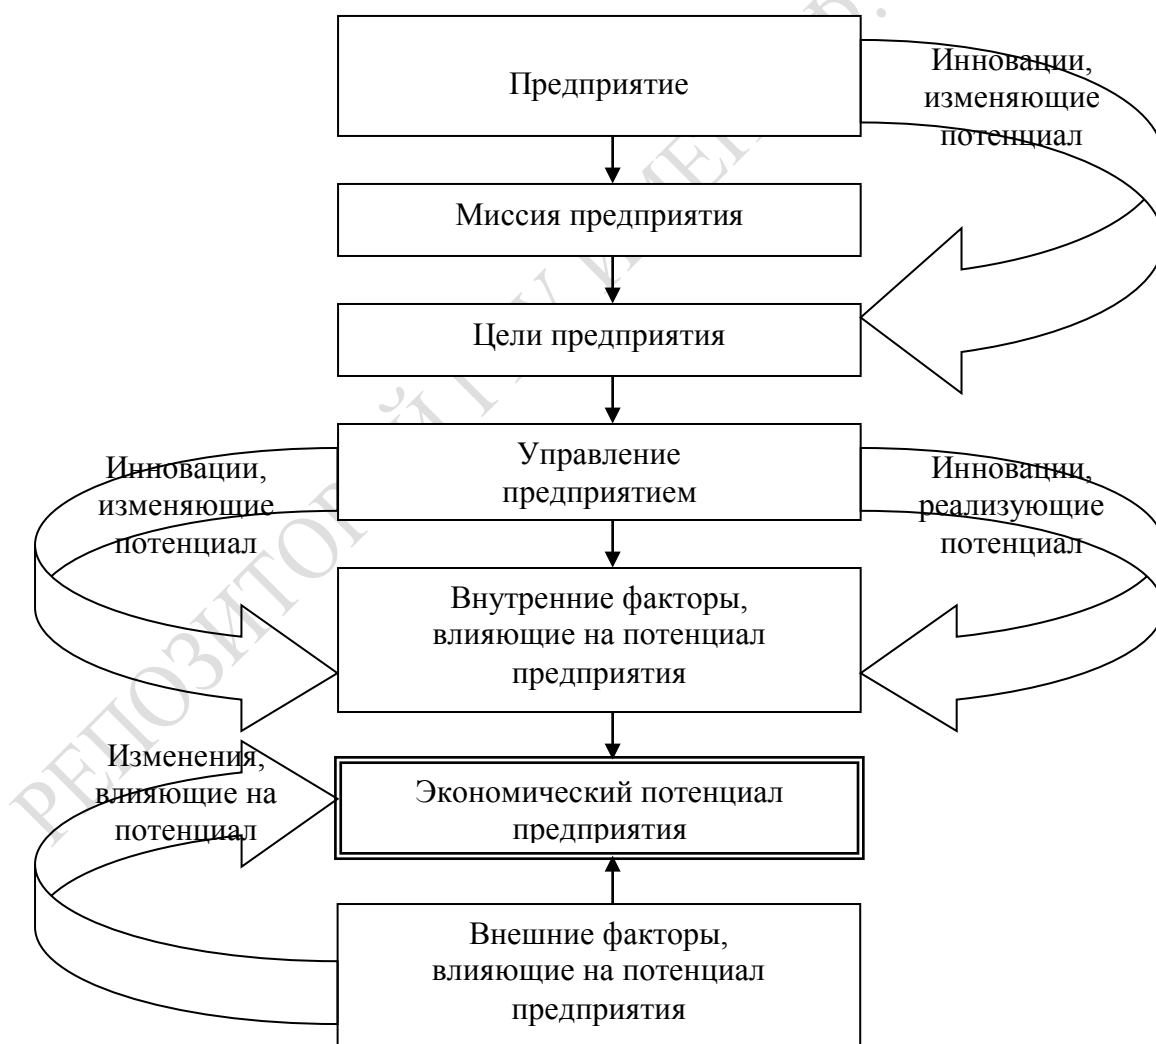 Предприятие
Инновации,
изменяющие
потенциал
Миссия предприятия
Цели предприятия
Инновации,
изменяющие
потенциал
Управление
предприятием
Инновации,
реализующие
потенциал
Внутренние факторы,
влияющие на потенциал
предприятия
Изменения,
влияющие на
потенциал
Экономический потенциал
предприятия
Внешние факторы,
влияющие на потенциал
предприятия